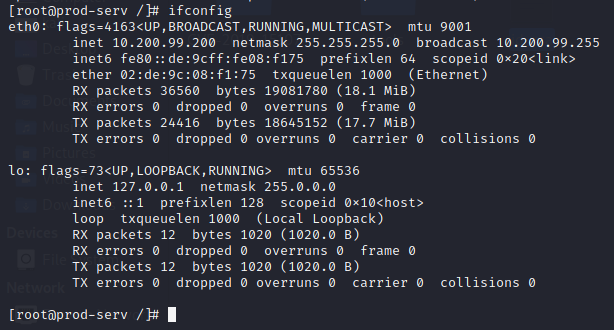 [root@prod-serv /]# ifconfig
eth0: flags=4163<UP,BROADCAST,RUNNING,MULTICAST>  mtu 9001
        inet 10.200.99.200  netmask 255.255.255.0  broadcast 10.200.99.255
        inet6 fe80::de:9cff:fe08:f175  prefixlen 64  scopeid 0×20<link>
        ether 02:de:9c:08:f1:75  txqueuelen 1000  (Ethernet)
        RX packets 36560  bytes 19081780 (18.1 MiB)
        RX errors 0  dropped 0  overruns 0  frame 0
        TX packets 24416  bytes 18645152 (17.7 MiB)
        TX errors 0  dropped 0 overruns 0  carrier 0  collisions 0

lo: flags=73<UP,LOOPBACK,RUNNING>  mtu 65536
        inet 127.0.0.1  netmask 255.0.0.0
        inet6 ::1  prefixlen 128  scopeid 0×10<host>
        loop  txqueuelen 1000  (Local Loopback)
        RX packets 12  bytes 1020 (1020.0 B)
        RX errors 0  dropped 0  overruns 0  frame 0
        TX packets 12  bytes 1020 (1020.0 B)
        TX errors 0  dropped 0 overruns 0  carrier 0  collisions 0

[root@prod-serv /]#
Pictures
Devices
Network